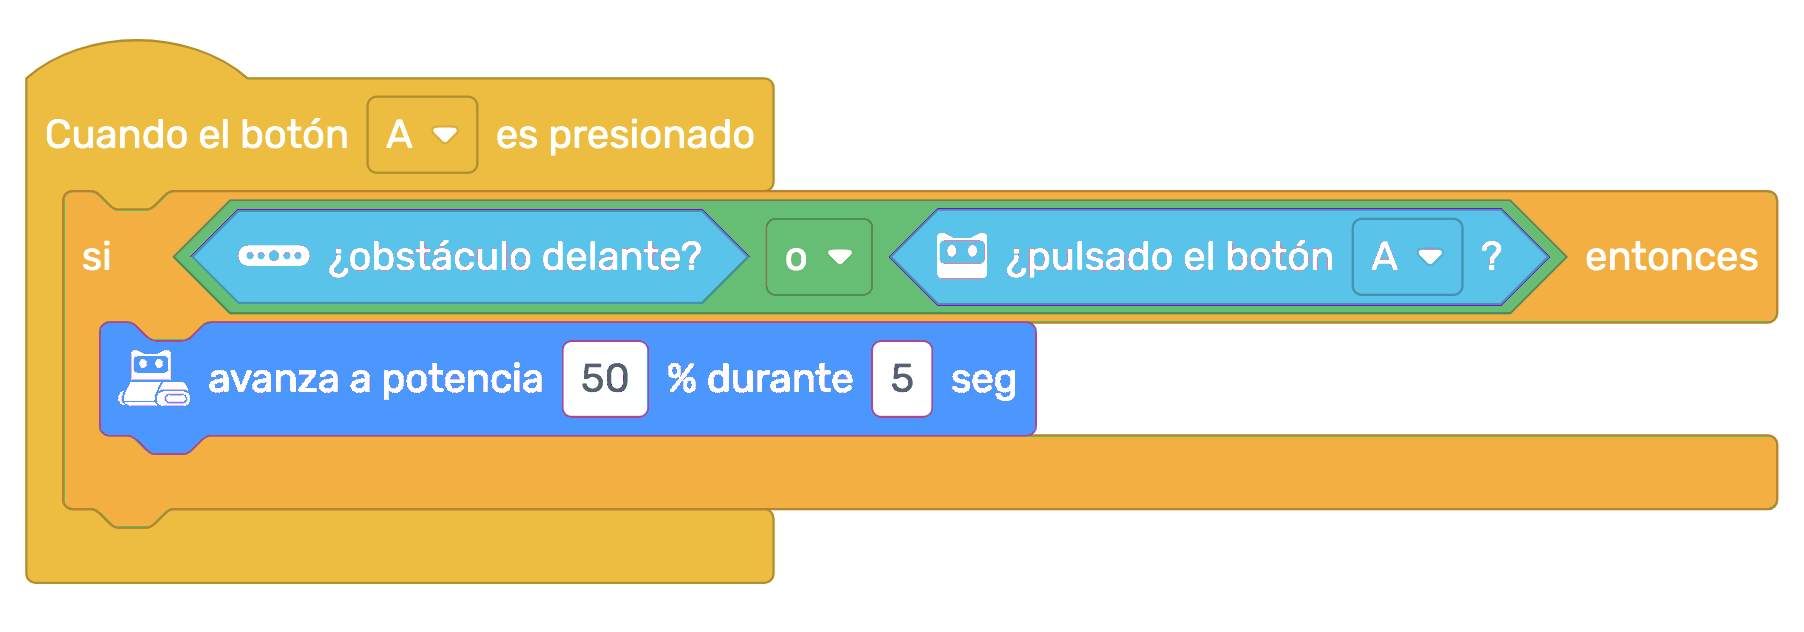 Cuando el botón A es presionado
si ¿obstáculo delante? o ¿pulsado el botón A ? entonces
avanza a potencia 50 % durante 5 seg